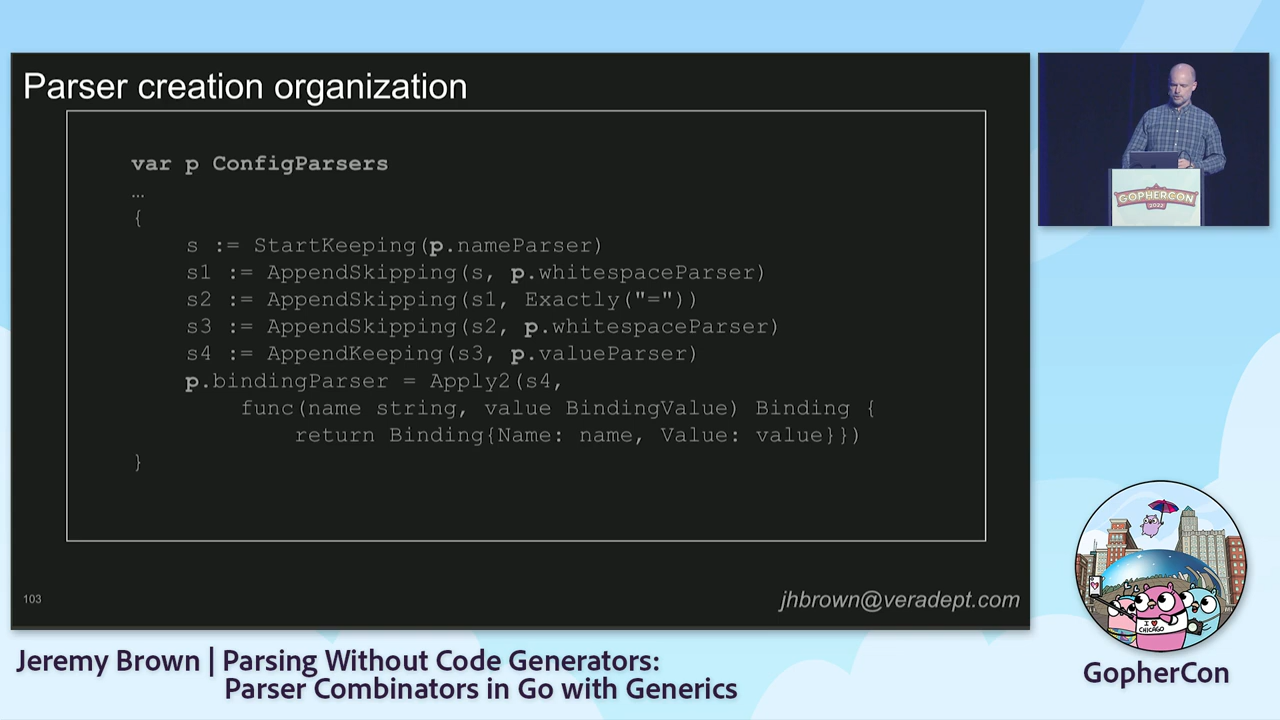 Parser creation organization
var p ConfigParsers
…
{
s := StartKeeping(p.nameParser)
s1 := AppendSkipping(s, p.whitespaceParser)
s2 := AppendSkipping(s1, Exactly("="))
s3 := AppendSkipping(s2, p.whitespaceParser)
s4 := AppendKeeping(s3, p.valueParser)
p.bindingParser = Apply2(s4,
func(name string, value BindingValue) Binding {
return Binding{Name: name, Value: value}})
}
103
jhbrown@veradept.com
GOPHERCON
2022
I ♥
CHICAGO
GopherCon
Jeremy Brown | Parsing Without Code Generators:
Parser Combinators in Go with Generics